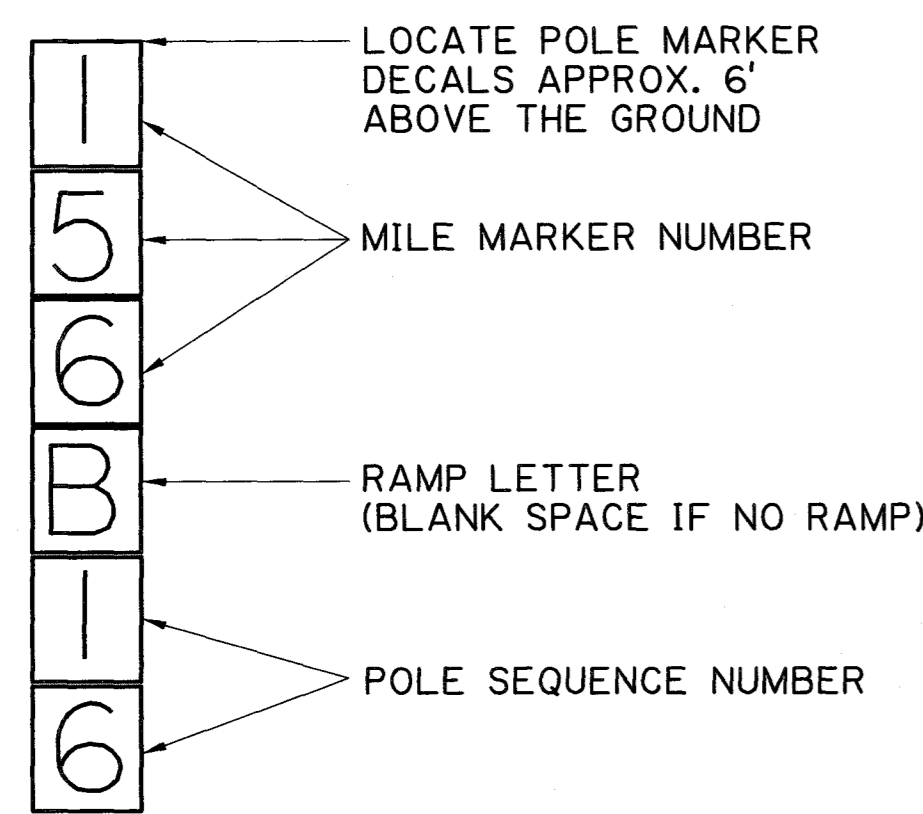 LOCATE POLE MARKER
DECALS APPROX. 6'
ABOVE THE GROUND
1
5
MILE MARKER NUMBER
6
B
RAMP LETTER
(BLANK SPACE IF NO RAMP)
1
POLE SEQUENCE NUMBER
6